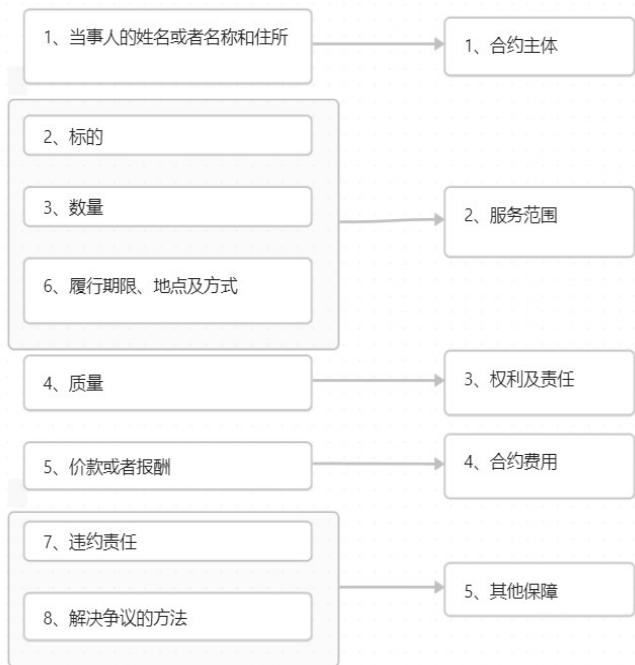 1、当事人的姓名或者名称和住所
1、合约主体
2、标的
3、数量
6、履行期限、地点及方式
2、服务范围
4、质量
3、权利及责任
5、价款或者报酬
4、合约费用
7、违约责任
8、解决争议的方法
5、其他保障